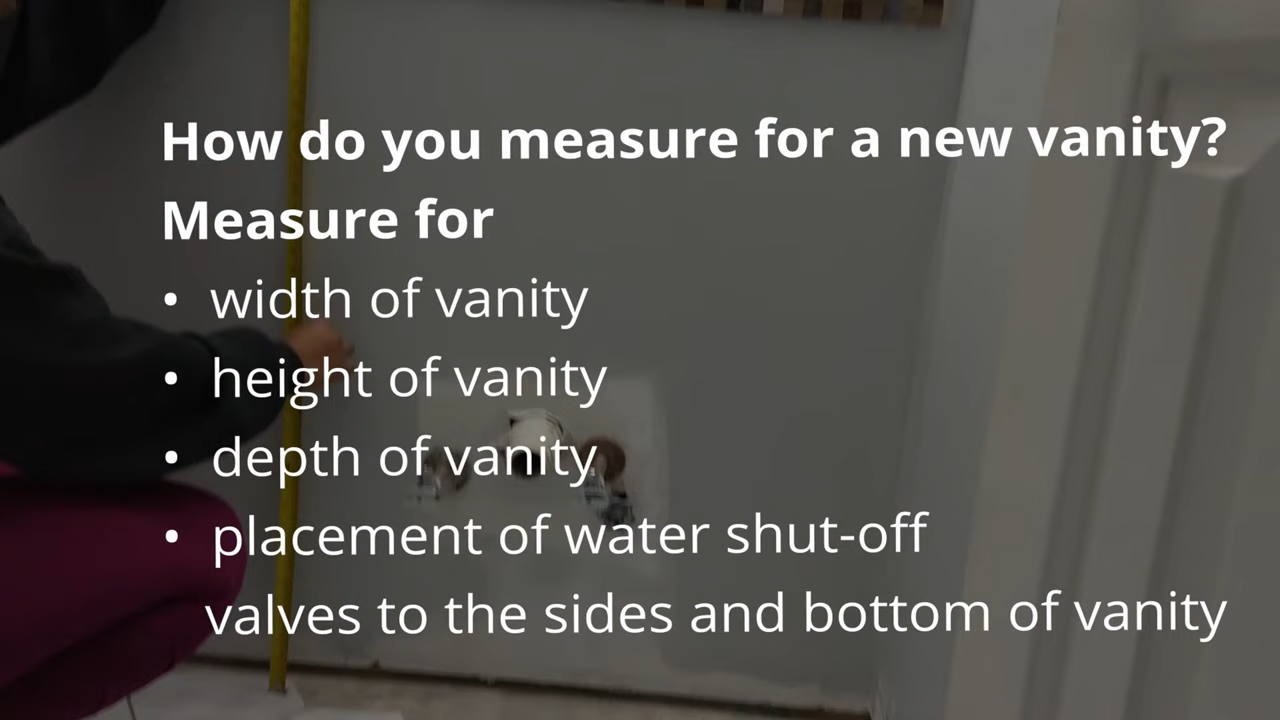 How do you measure for a new vanity?
Measure for
• width of vanity
• height of vanity
• depth of vanity
• placement of water shut-off
valves to the sides and bottom of vanity